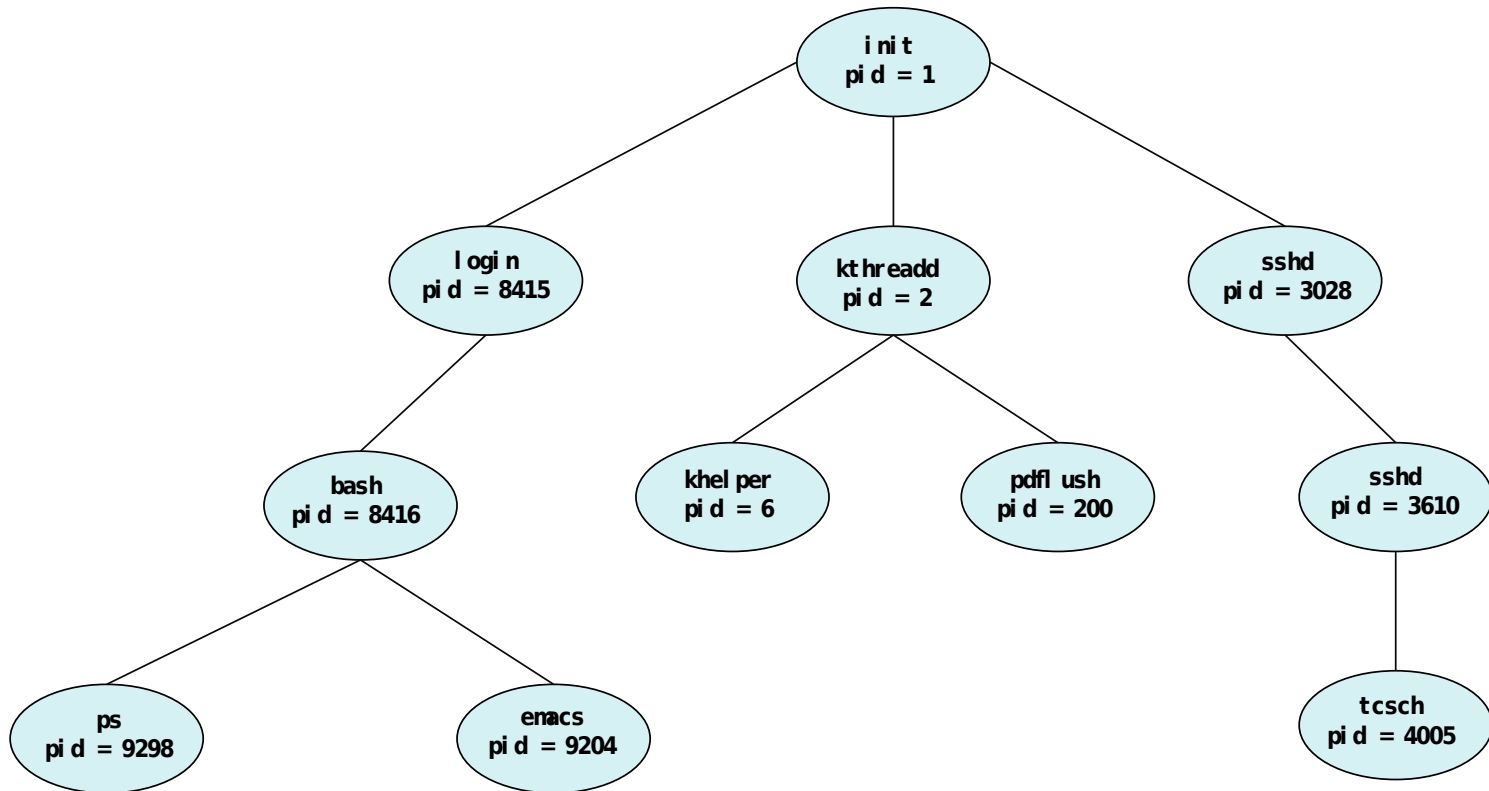 init
pid = 1
login
pid = 8415
kthreadd
pid = 2
sshd
pid = 3028
bash
pid = 8416
khelper
pid = 6
pdflush
pid = 200
sshd
pid = 3610
ps
pid = 9298
emacs
pid = 9204
tcsch
pid = 4005